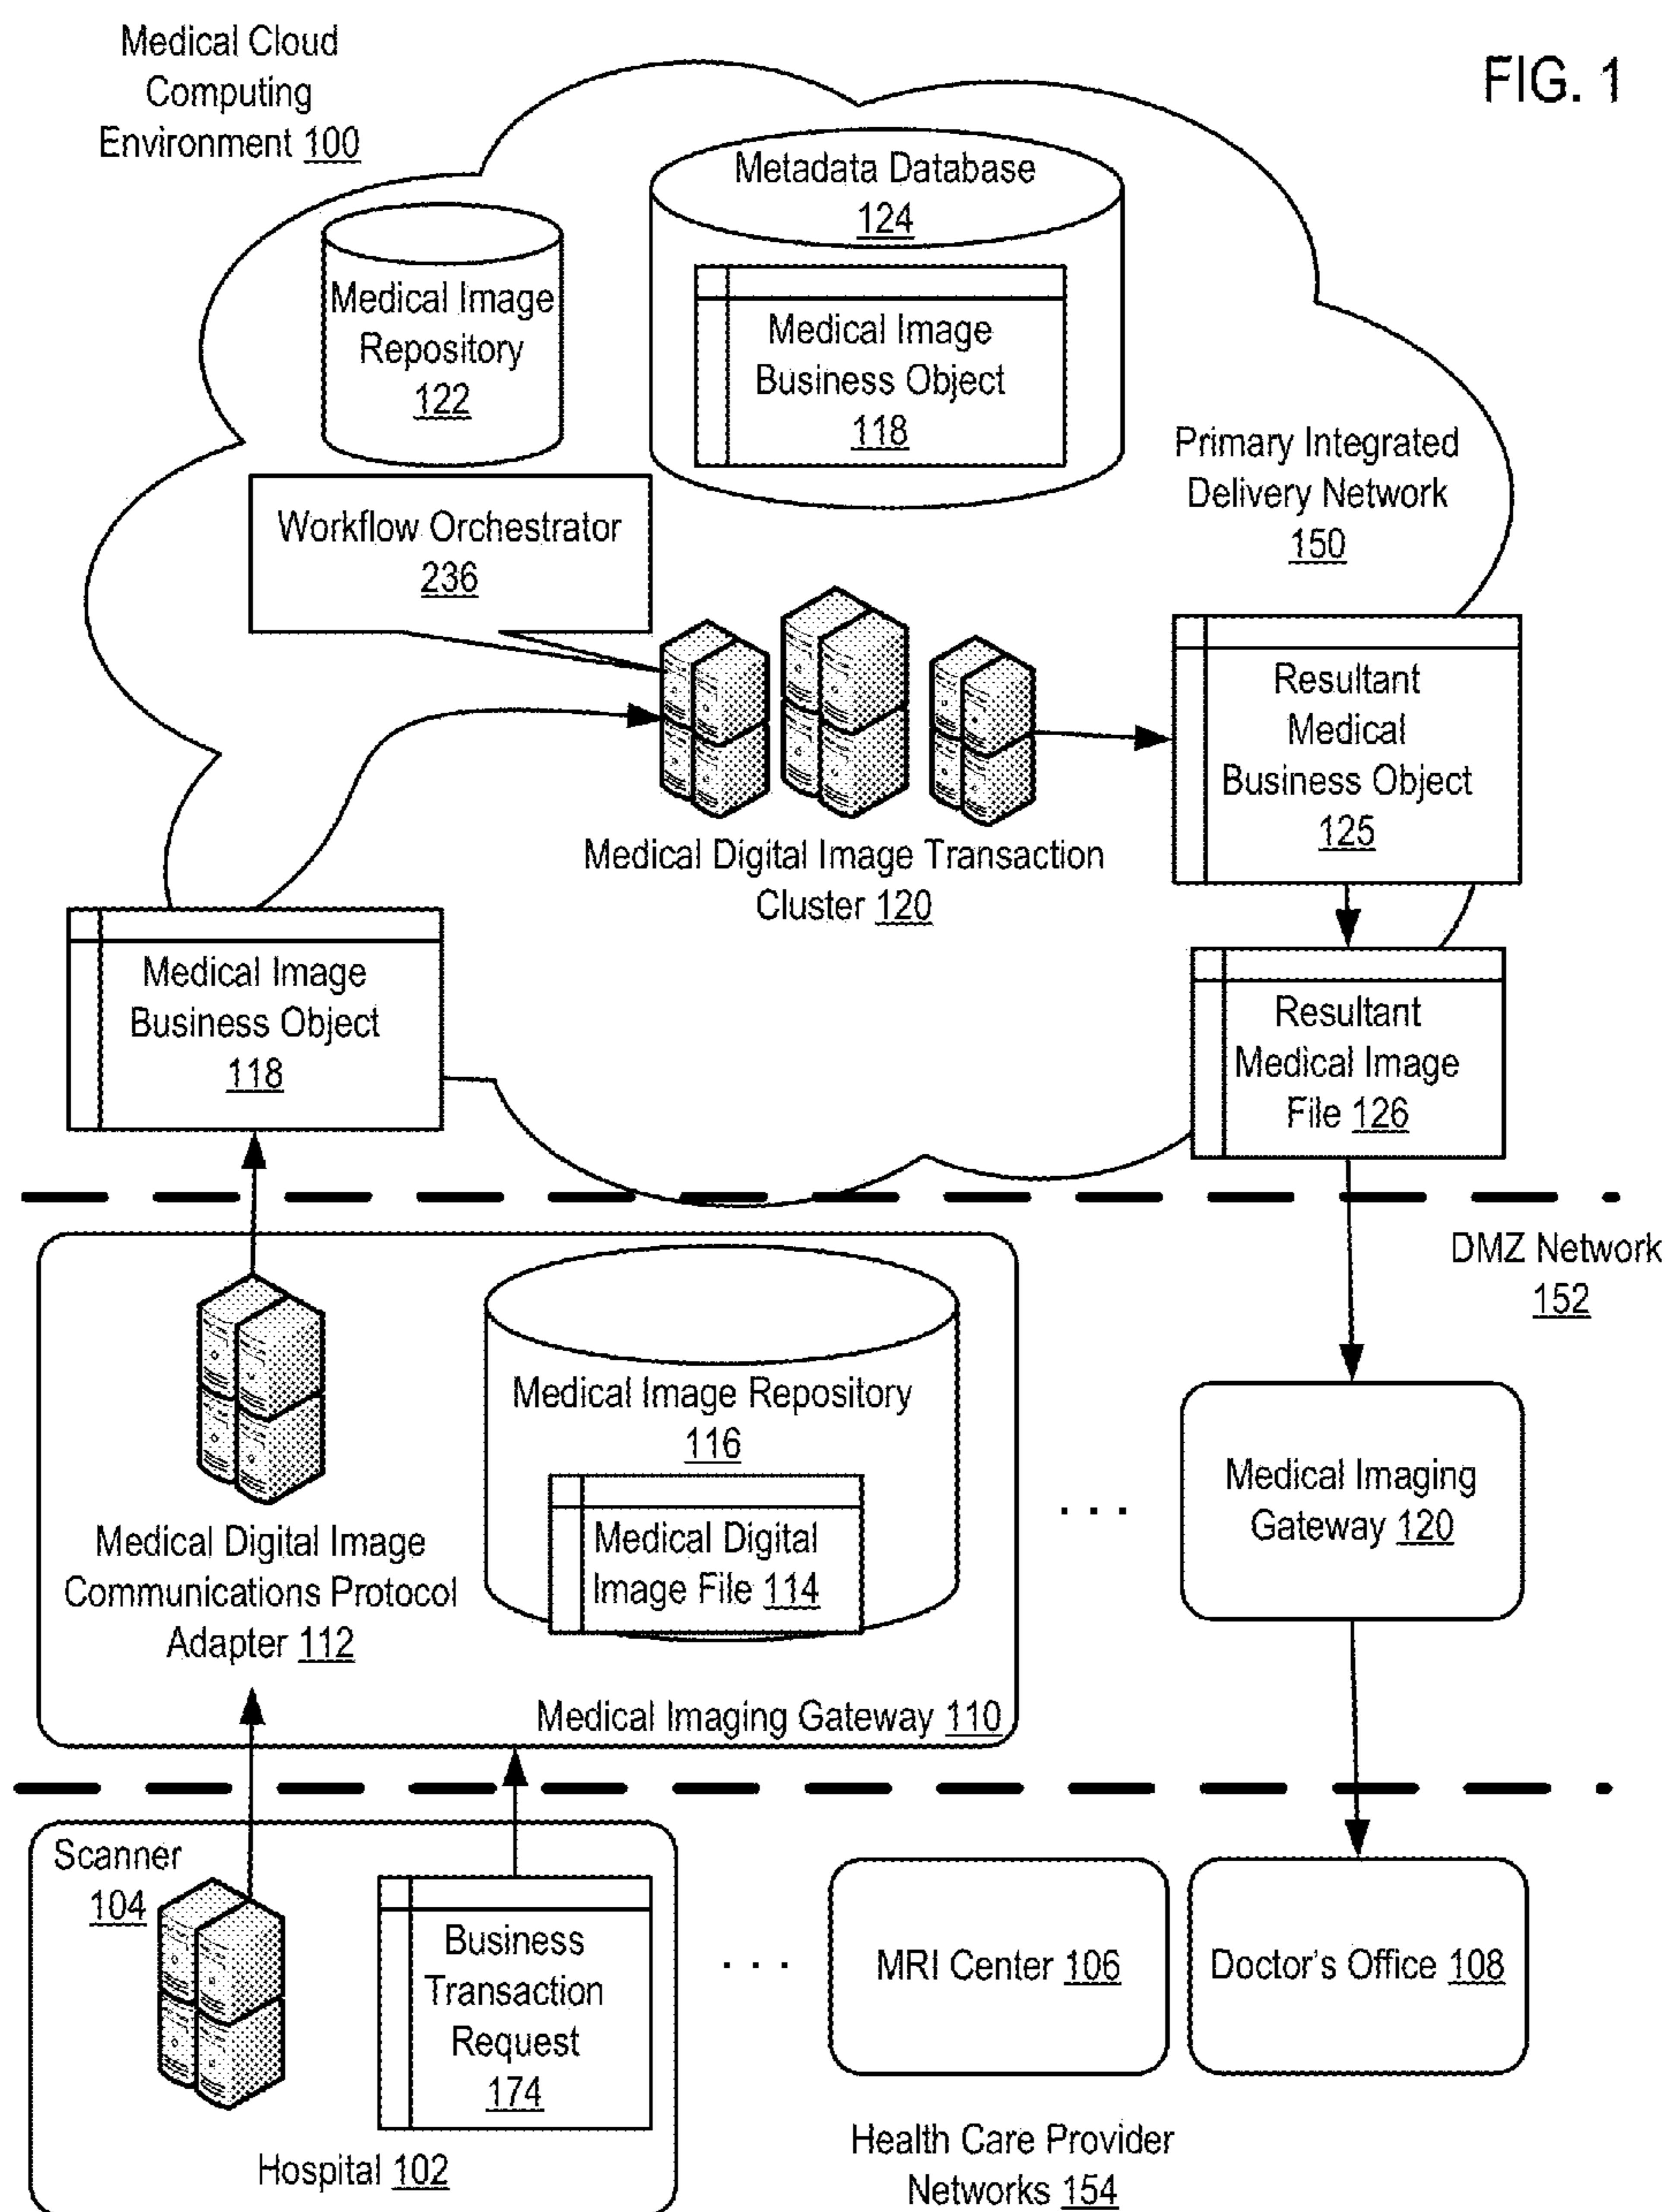 FIG. 1
Medical Cloud
Computing
Environment 100
Metadata Database
124
Medical Image
Repository
122
Medical Image
Business Object
118
Primary Integrated
Delivery Network
150
Workflow Orchestrator
236
Resultant
Medical
Business Object
125
Medical Digital Image Transaction
Cluster 120
Medical Image
Business Object
118
Resultant
Medical Image
File 126
DMZ Network
152
Medical Image Repository
116
Medical Digital
Image File 114
Medical Digital Image
Communications Protocol
Adapter 112
Medical Imaging Gateway 110
. . .
Medical Imaging
Gateway 120
Scanner
104
Business
Transaction
Request
174
Hospital 102
. . .
MRI Center 106
Doctor's Office 108
Health Care Provider
Networks 154